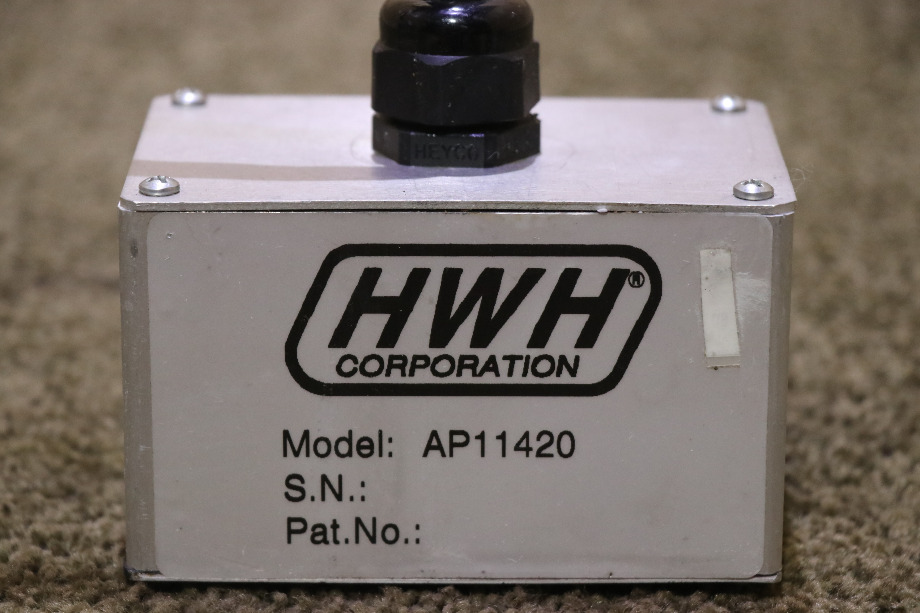 HEYCO
HWH®
CORPORATION
Model: AP11420
S.N.:
Pat.No.: